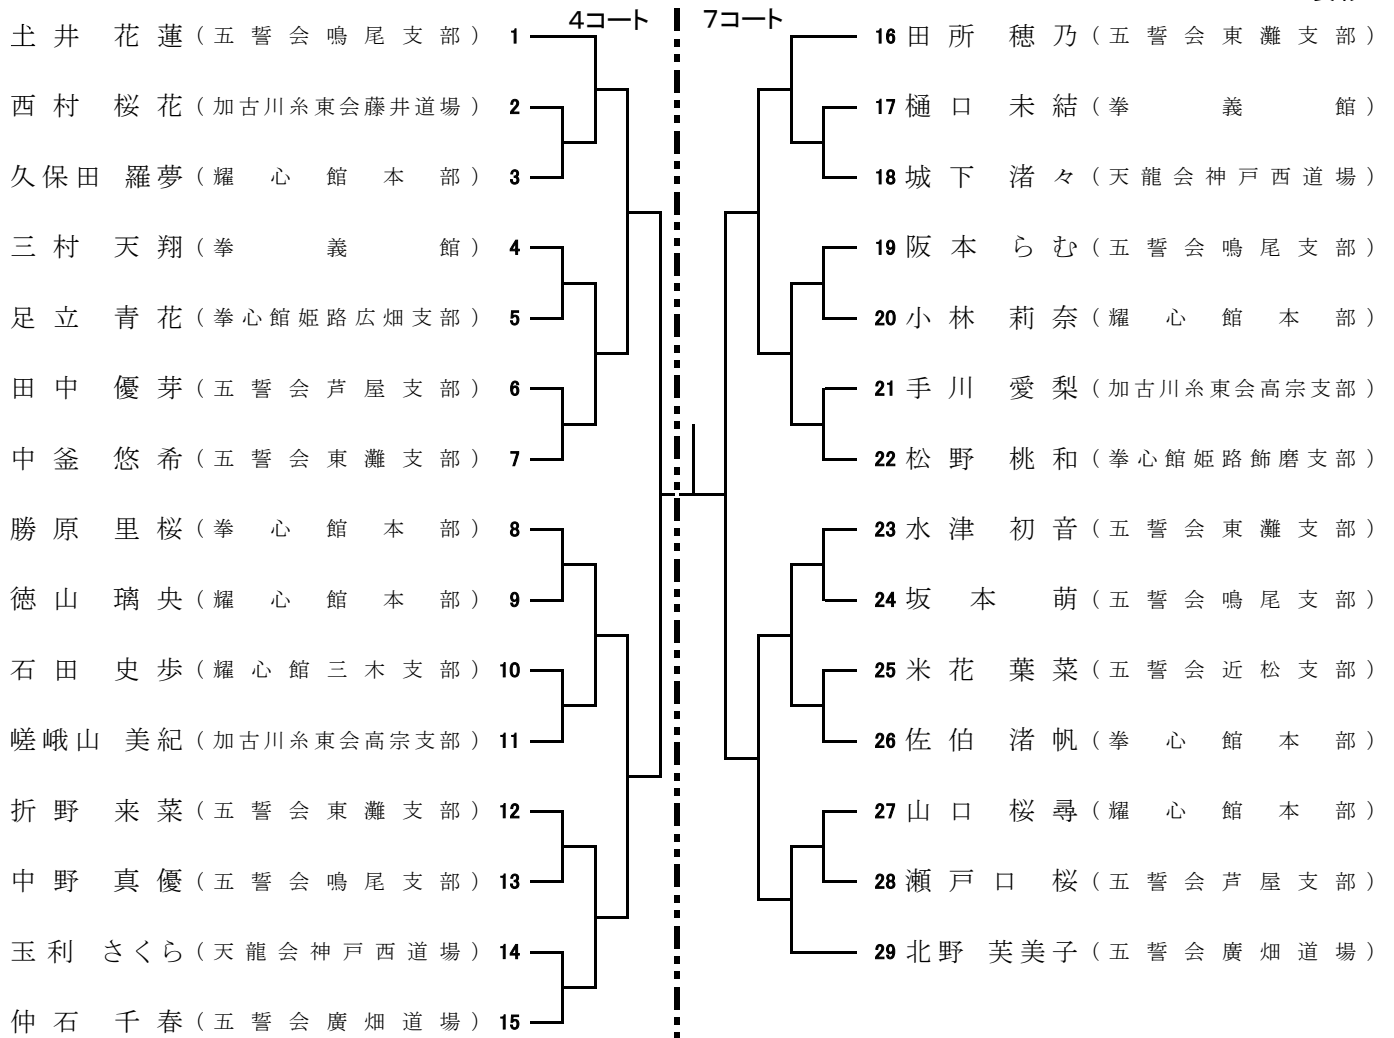 4コート
7コート
土井 花蓮 (五誓会鳴尾支部) 1
西村 桜花 (加古川糸東会藤井道場) 2
久保田 羅夢 (耀心館本部) 3
三村 天翔 (拳義館) 4
足立 青花 (拳心館姫路広畑支部) 5
田中 優芽 (五誓会芦屋支部) 6
中釜 悠希 (五誓会東灘支部) 7
勝原 里桜 (拳心館本部) 8
徳山 璃央 (耀心館本部) 9
石田 史歩 (耀心館三木支部) 10
嵯峨山 美紀 (加古川糸東会高宗支部) 11
折野 来菜 (五誓会東灘支部) 12
中野 真優 (五誓会鳴尾支部) 13
玉利 さくら (天龍会神戸西道場) 14
仲石 千春 (五誓会廣畑道場) 15
16 田所 穂乃 (五誓会東灘支部)
17 樋口 未結 (拳義館)
18 城下 渚々 (天龍会神戸西道場)
19 阪本 らむ (五誓会鳴尾支部)
20 小林 莉奈 (耀心館本部)
21 手川 愛梨 (加古川糸東会高宗支部)
22 松野 桃和 (拳心館姫路飾磨支部)
23 水津 初音 (五誓会東灘支部)
24 坂本 萌 (五誓会鳴尾支部)
25 米花 葉菜 (五誓会近松支部)
26 佐伯 渚帆 (拳心館本部)
27 山口 桜尋 (耀心館本部)
28 瀬戸口 桜 (五誓会芦屋支部)
29 北野 芙美子 (五誓会廣畑道場)